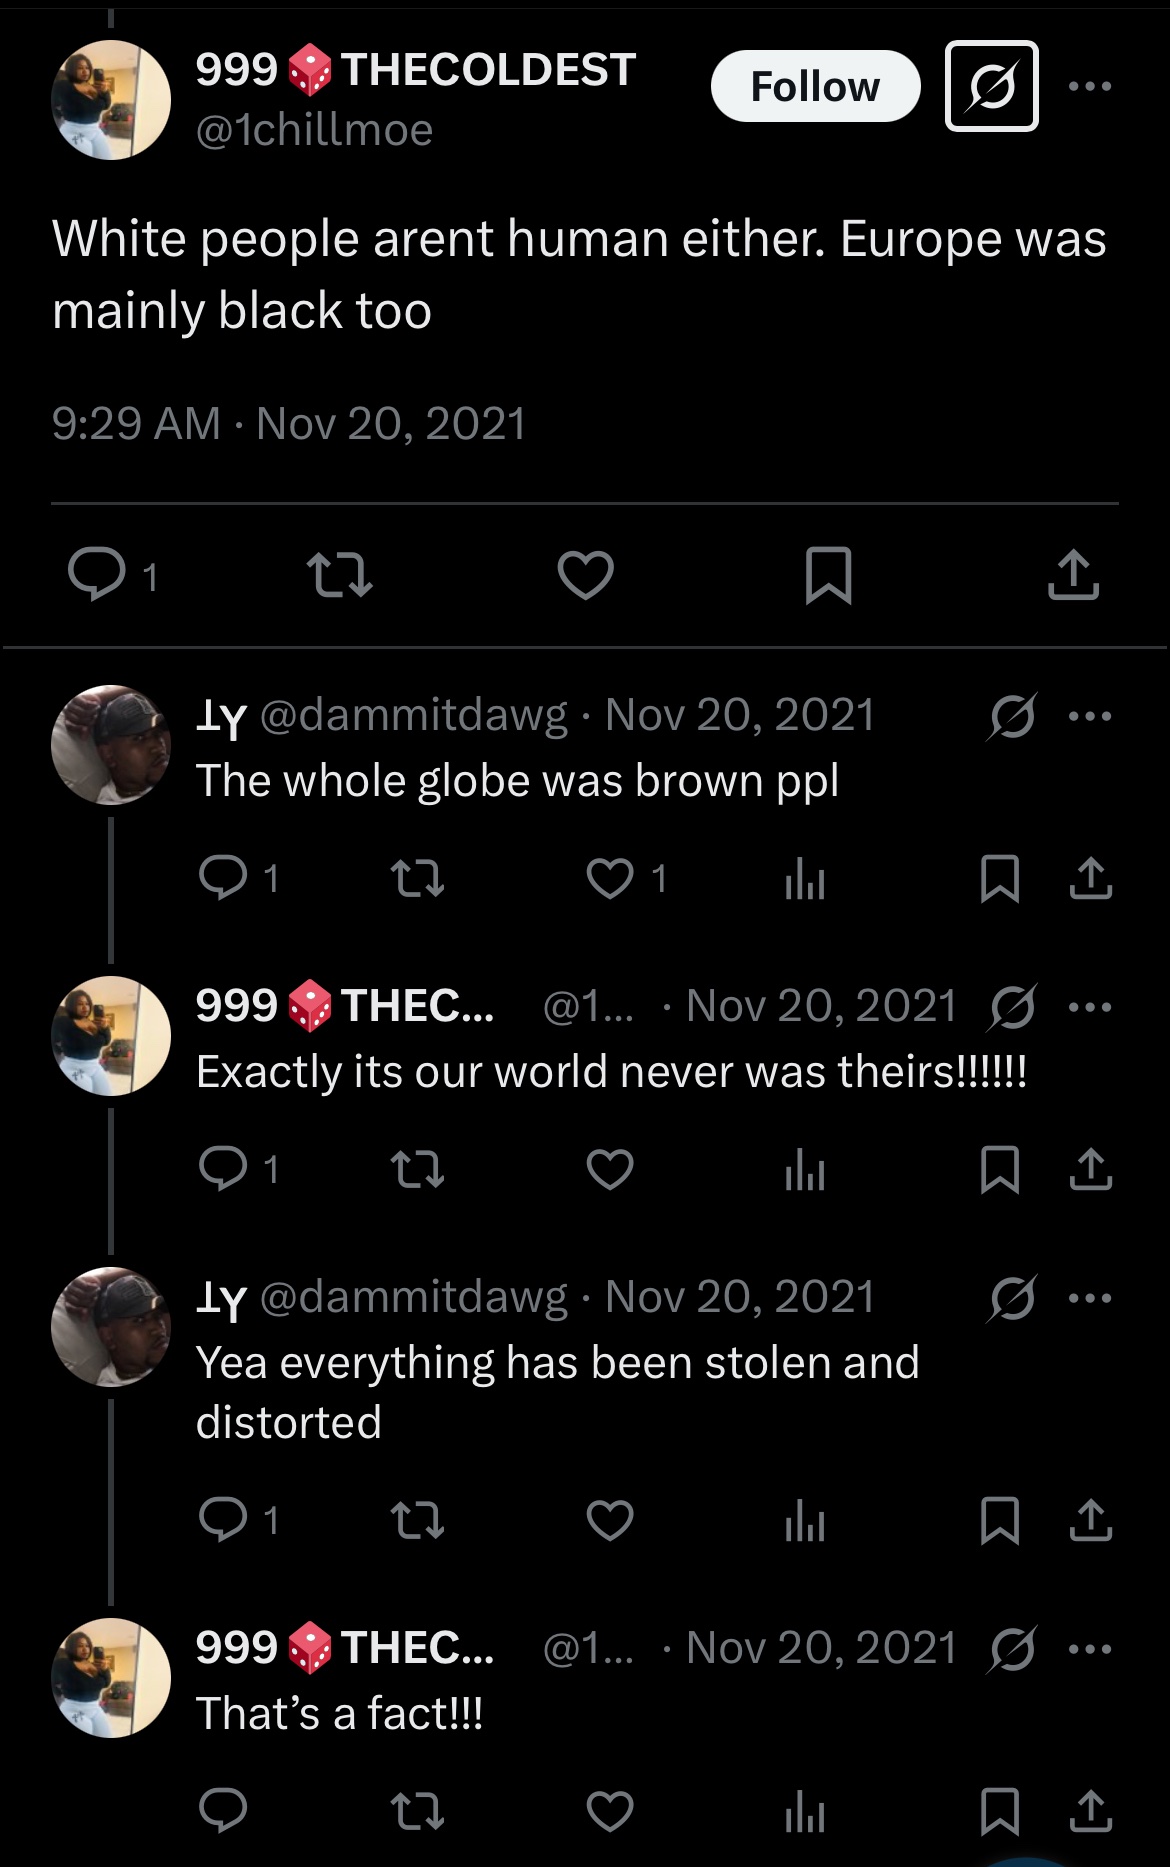 999🎲THECOLDEST
Follow
@1chillmoe
White people arent human either. Europe was
mainly black too
9:29 AM · Nov 20, 2021
1
⊥Y @dammitdawg · Nov 20, 2021
The whole globe was brown ppl
1 1
999🎲THEC... @1... · Nov 20, 2021
Exactly its our world never was theirs!!!!!!
1
⊥Y @dammitdawg · Nov 20, 2021
Yea everything has been stolen and
distorted
1
999🎲THEC... @1... · Nov 20, 2021
That’s a fact!!!